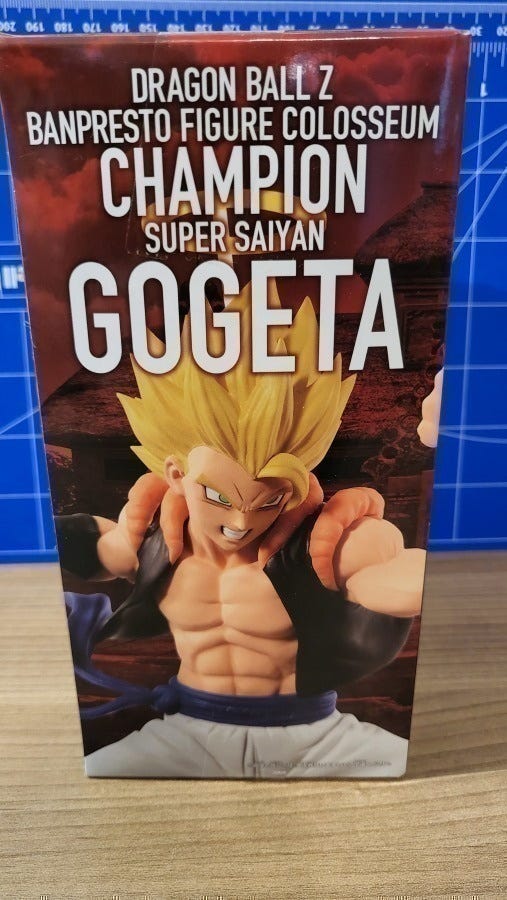 DRAGON BALL Z
BANPRESTO FIGURE COLOSSEUM
CHAMPION
SUPER SAIYAN
GOGETA